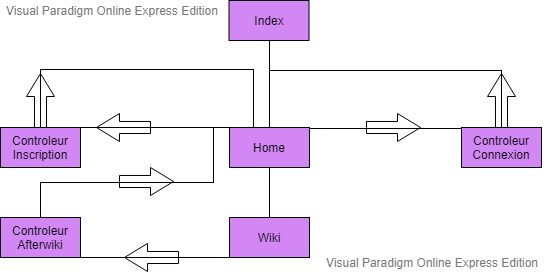 Visual Paradigm Online Express Edition
Index
Controleur
Inscription
Home
Controleur
Connexion
Controleur
Afterwiki
Wiki
Visual Paradigm Online Express Edition